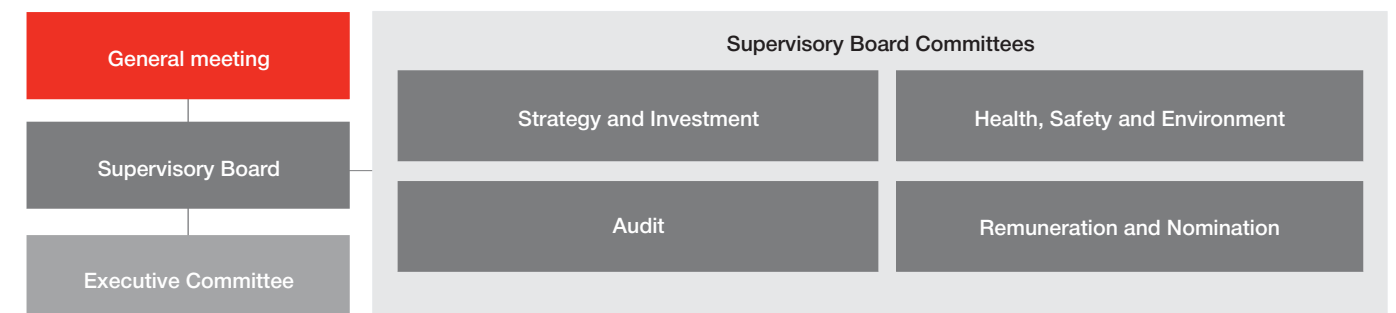 General meeting
Supervisory Board
Executive Committee
Supervisory Board Committees
Strategy and Investment
Health, Safety and Environment
Audit
Remuneration and Nomination